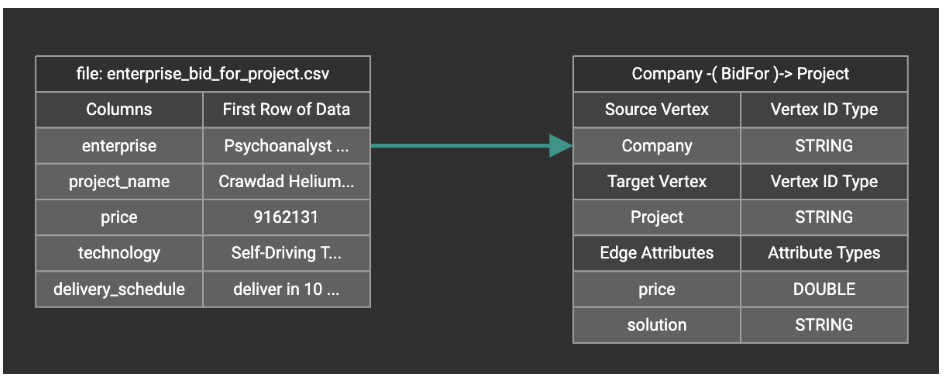 file: enterprise_bid_for_project.csv
Columns First Row of Data
enterprise Psychoanalyst ...
project_name Crawdad Helium...
price 9162131
technology Self-Driving T...
delivery_schedule deliver in 10 ...
Company -( BidFor )-> Project
Source Vertex Vertex ID Type
Company STRING
Target Vertex Vertex ID Type
Project STRING
Edge Attributes Attribute Types
price DOUBLE
solution STRING